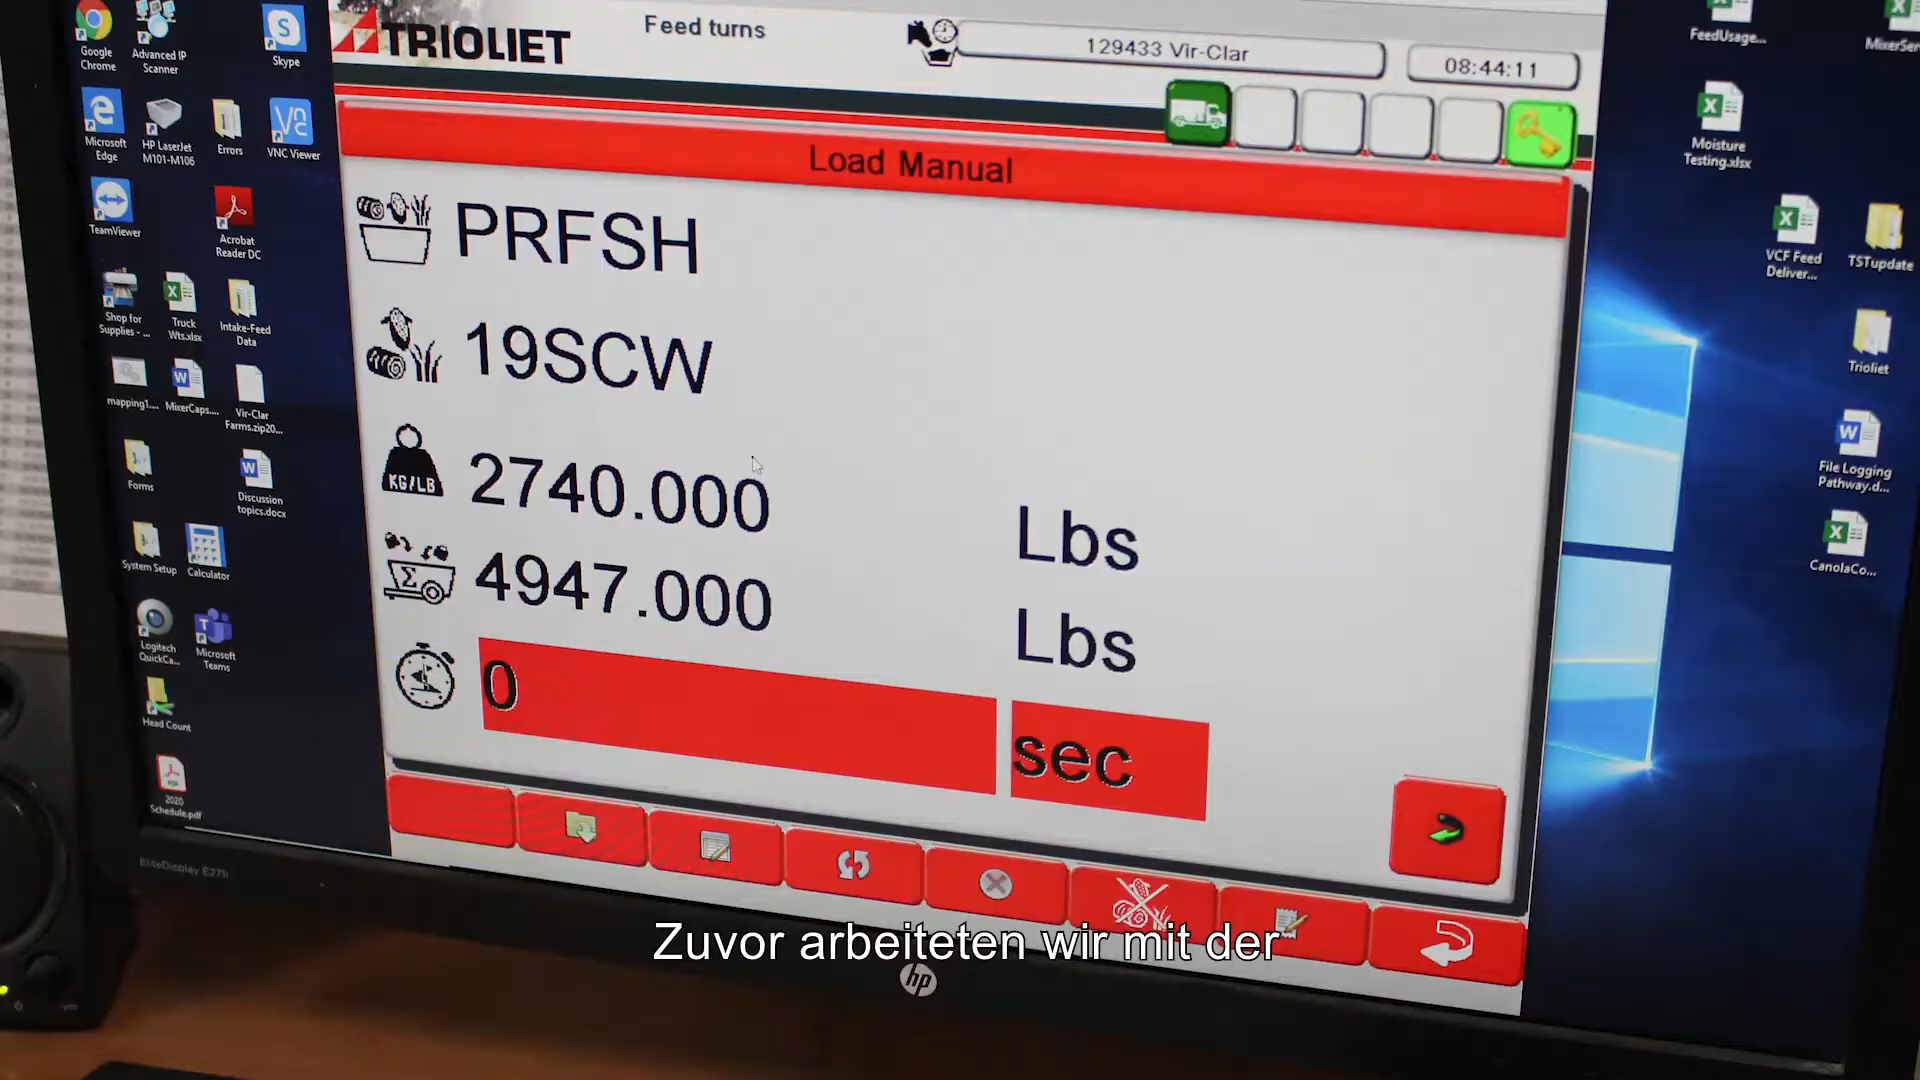 TRIOLIET
Feed turns
129433 Vir-Clar
08:44:11
Load Manual
PRFSH
19SCW
KG/LB
2740.000
Lbs
4947.000
Lbs
0
sec
Google
Chrome
Advanced IP
Scanner
Skype
Microsoft
Edge
HP LaserJet
M101-M106
Errors
VNC Viewer
TeamViewer
Acrobat
Reader DC
Shop for
Supplies - ...
Truck
Wts.xlsx
Intake-Feed
Data
mapping1....
MixerCaps....
Vir-Clar
Farms.zip20...
Forms
Discussion
topics.docx
System Setup
Calculator
Logitech
QuickCa...
Microsoft
Teams
Head Count
2020
Schedule.pdf
FeedUsage...
MixerSer
Moisture
Testing.xlsx
VCF Feed
Deliver...
TSTupdate
Trioliet
File Logging
Pathway.d...
CanolaCo...
EliteDisplay E271i
hp
Zuvor arbeiteten wir mit der